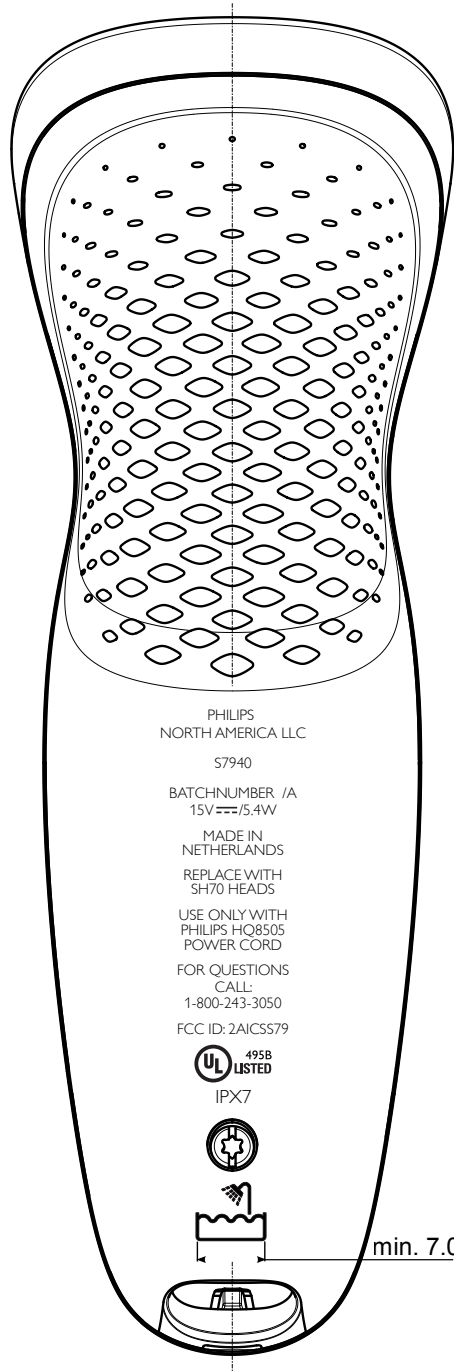 PHILIPS
NORTH AMERICA LLC
S7940
BATCHNUMBER /A
15V ⎓/5.4W
MADE IN
NETHERLANDS
REPLACE WITH
SH70 HEADS
USE ONLY WITH
PHILIPS HQ8505
POWER CORD
FOR QUESTIONS
CALL:
1-800-243-3050
FCC ID: 2AICSS79
UL 495B
LISTED
IPX7
min. 7.0